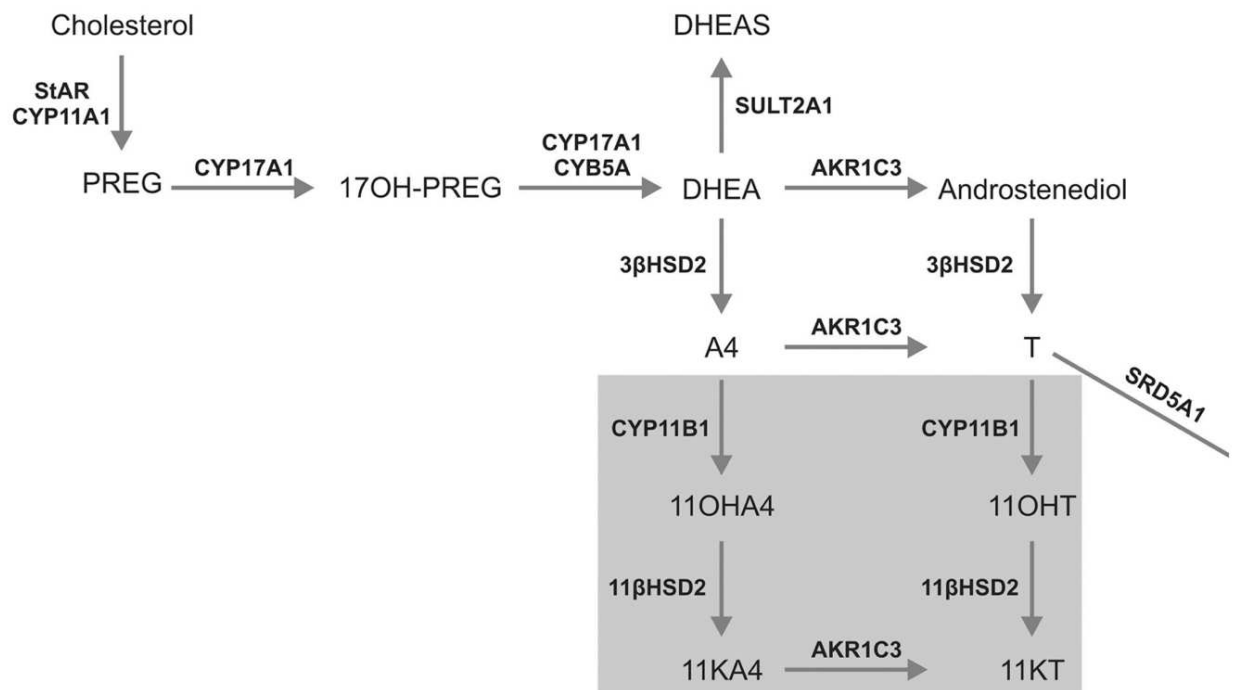 Cholesterol
DHEAS
StAR
CYP11A1
SULT2A1
PREG
CYP17A1
17OH-PREG
CYP17A1
CYB5A
DHEA
AKR1C3
Androstenediol
3βHSD2
3βHSD2
A4
AKR1C3
T
SRD5A1
CYP11B1
CYP11B1
11OHA4
11OHT
11βHSD2
11βHSD2
11KA4
AKR1C3
11KT